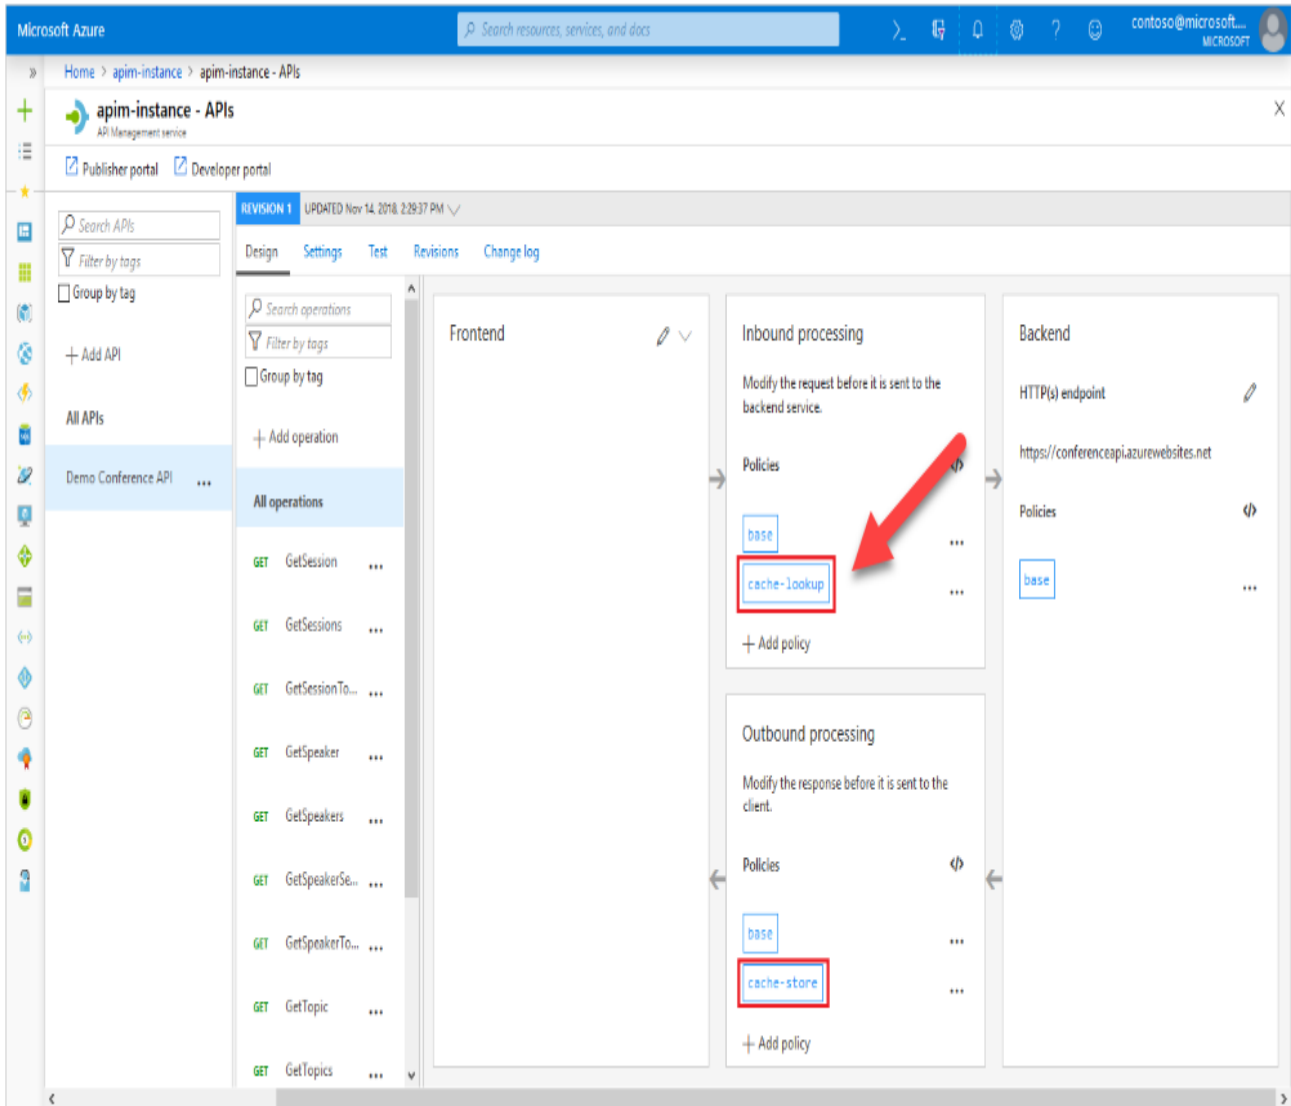 Microsoft Azure
Search resources, services, and docs
contoso@microsoft....
MICROSOFT
Home > apim-instance > apim-instance - APIs
apim-instance - APIs
API Management service
Publisher portal
Developer portal
Search APIs
Filter by tags
Group by tag
+ Add API
All APIs
Demo Conference API ...
REVISION 1
UPDATED Nov 14, 2018, 2:29:37 PM
Design
Settings
Test
Revisions
Change log
Search operations
Filter by tags
Group by tag
+ Add operation
All operations
GET GetSession ...
GET GetSessions ...
GET GetSessionTo... ...
GET GetSpeaker ...
GET GetSpeakers ...
GET GetSpeakerSe... ...
GET GetSpeakerTo... ...
GET GetTopic ...
GET GetTopics ...
Frontend
Inbound processing
Modify the request before it is sent to the
backend service.
Policies </>
base ...
cache-lookup ...
+ Add policy
Outbound processing
Modify the response before it is sent to the
client.
Policies </>
base ...
cache-store ...
+ Add policy
Backend
HTTP(s) endpoint
https://conferenceapi.azurewebsites.net
Policies </>
base ...